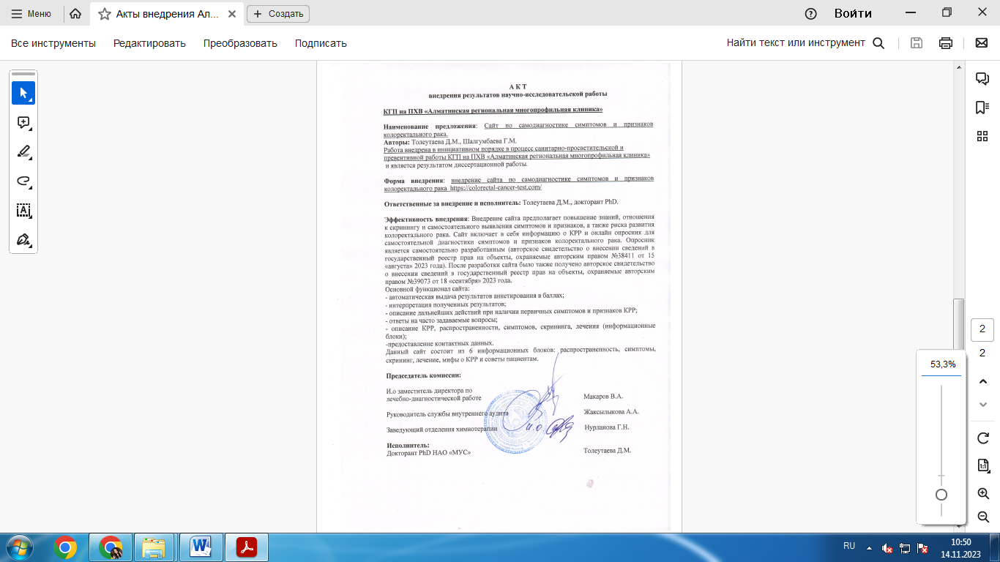 Меню
Акты внедрения Ал...
Создать
Войти
Все инструменты
Редактировать
Преобразовать
Подписать
Найти текст или инструмент
А К Т
внедрения результатов научно-исследовательской работы
КГП на ПХВ «Алматинская региональная многопрофильная клиника»
Наименование предложения: Сайт по самодиагностике симптомов и признаков
колоректального рака.
Авторы: Толеутаева Д.М., Шалгумбаева Г.М.
Работа внедрена в инициативном порядке в процесс санитарно-просветительской и
превентивной работы КГП на ПХВ «Алматинская региональная многопрофильная клиника»
и является результатом диссертационной работы.
Форма внедрения: внедрение сайта по самодиагностике симптомов и признаков
колоректального рака https://colorectal-cancer-test.com/
Ответственные за внедрение и исполнитель: Толеутаева Д.М., докторант PhD.
Эффективность внедрения: Внедрение сайта предполагает повышение знаний, отношения
к скринингу и самостоятельного выявления симптомов и признаков, а также риска развития
колоректального рака. Сайт включает в себя информацию о КРР и онлайн опросник для
самостоятельной диагностики симптомов и признаков колоректального рака. Опросник
является самостоятельно разработанным (авторское свидетельство о внесении сведений в
государственный реестр прав на объекты, охраняемые авторским правом №38411 от 15
«августа» 2023 года). После разработки сайта было также получено авторское свидетельство
о внесении сведений в государственный реестр прав на объекты, охраняемые авторским
правом №39073 от 18 «сентября» 2023 года.
Основной функционал сайта:
- автоматическая выдача результатов анкетирования в баллах;
- интерпретация полученных результатов;
- описание дальнейших действий при наличии первичных симптомов и признаков КРР;
- ответы на часто задаваемые вопросы;
- описание КРР, распространенности, симптомов, скрининга, лечения (информационные
блоки);
-предоставление контактных данных.
Данный сайт состоит из 6 информационных блоков: распространенность, симптомы,
скрининг, лечение, мифы о КРР и советы пациентам.
Председатель комиссии:
И.о заместитель директора по
лечебно-диагностической работе Макаров В.А.
Руководитель службы внутреннего аудита Жаксылыкова А.А.
Заведующий отделения химиотерапии и.о. Нурланова Г.Н.
Исполнитель:
Докторант PhD НАО «МУС» Толеутаева Д.М.
2
2
53,3%
1:1
RU
10:50
14.11.2023